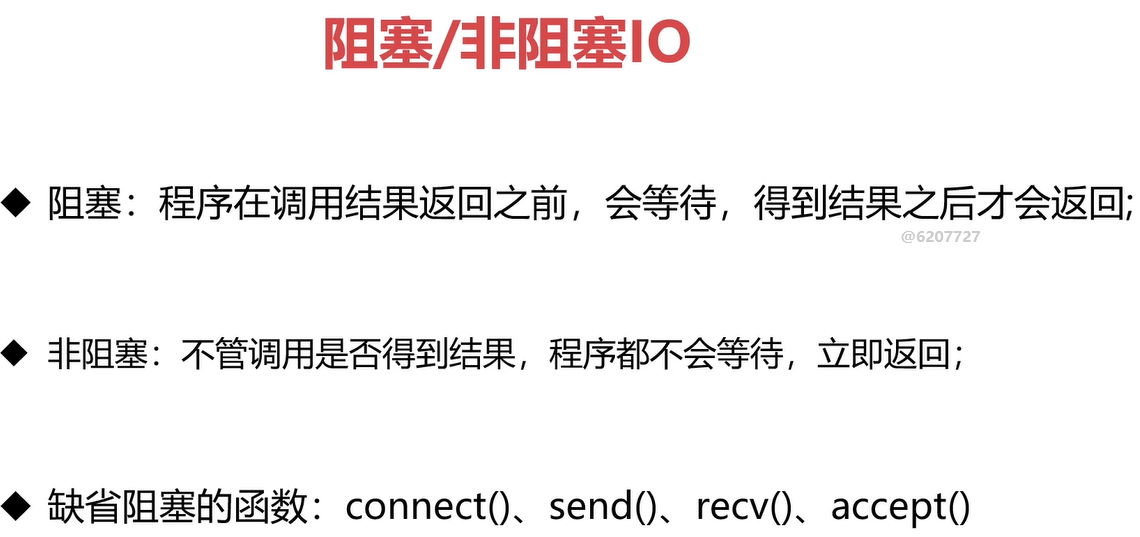 阻塞/非阻塞IO
◆ 阻塞：程序在调用结果返回之前，会等待，得到结果之后才会返回;
@6207727
◆ 非阻塞：不管调用是否得到结果，程序都不会等待，立即返回；
◆ 缺省阻塞的函数：connect()、send()、recv()、accept()